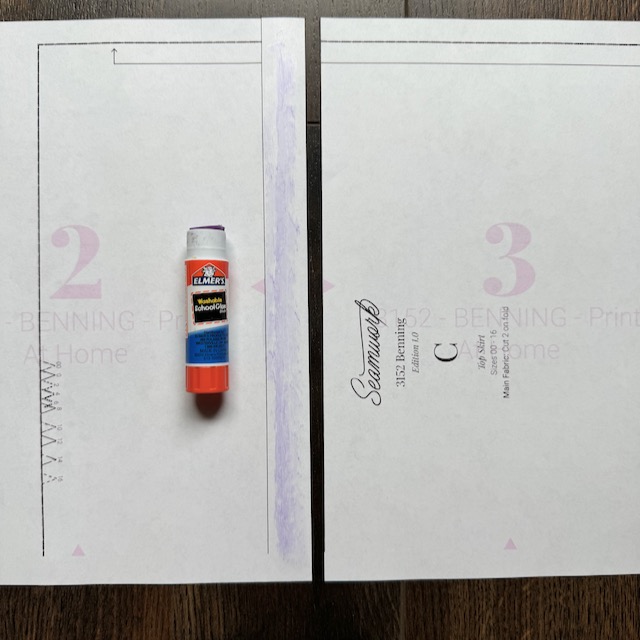 2
BENNING - Pri
At Home
ELMER'S
Washable
School Glue
3
3152 - BENNING - Print
At Home
Seamwork
3152 Benning
Edition 1.0
C
Top Skirt
Sizes 00 - 16
Main Fabric: Cut 2 on fold